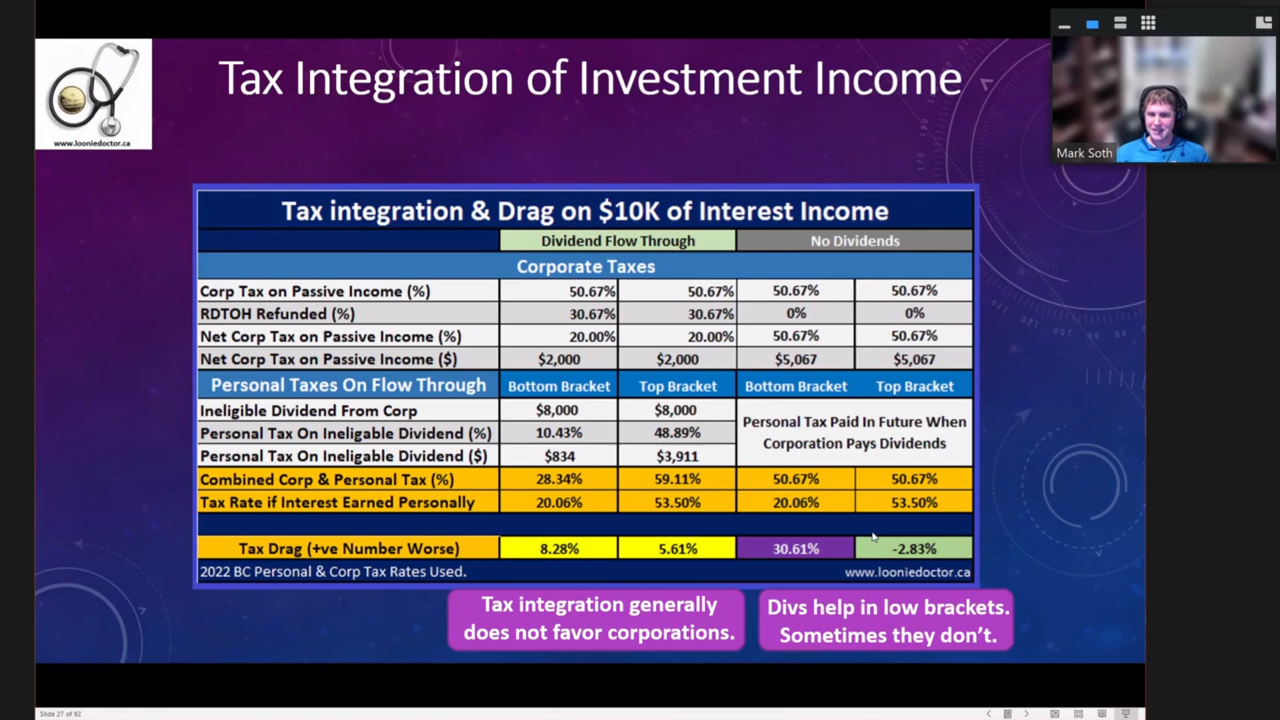 www.looniedoctor.ca
Tax Integration of Investment Income
Mark Soth
Tax integration & Drag on $10K of Interest Income
Dividend Flow Through No Dividends
Corporate Taxes
Corp Tax on Passive Income (%) 50.67% 50.67% 50.67% 50.67%
RDTOH Refunded (%) 30.67% 30.67% 0% 0%
Net Corp Tax on Passive Income (%) 20.00% 20.00% 50.67% 50.67%
Net Corp Tax on Passive Income ($) $2,000 $2,000 $5,067 $5,067
Personal Taxes On Flow Through Bottom Bracket Top Bracket Bottom Bracket Top Bracket
Ineligible Dividend From Corp $8,000 $8,000
Personal Tax On Ineligable Dividend (%) 10.43% 48.89%
Personal Tax On Ineligable Dividend ($) $834 $3,911
Personal Tax Paid In Future When
Corporation Pays Dividends
Combined Corp & Personal Tax (%) 28.34% 59.11% 50.67% 50.67%
Tax Rate if Interest Earned Personally 20.06% 53.50% 20.06% 53.50%
Tax Drag (+ve Number Worse) 8.28% 5.61% 30.61% -2.83%
2022 BC Personal & Corp Tax Rates Used. www.looniedoctor.ca
Tax integration generally
does not favor corporations.
Divs help in low brackets.
Sometimes they don't.
Slide 27 of 92